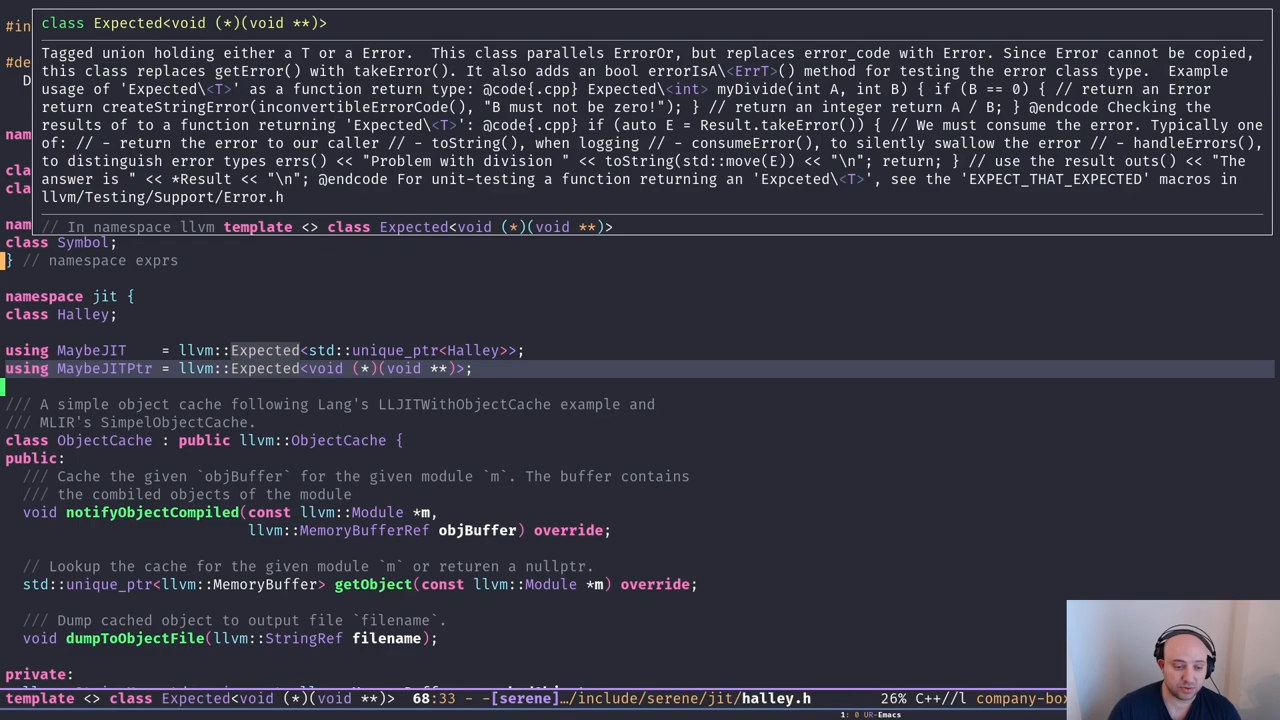 #in
class Expected<void (*)(void **)>
Tagged union holding either a T or a Error.  This class parallels ErrorOr, but replaces error_code with Error. Since Error cannot be copied,
#de
this class replaces getError() with takeError(). It also adds an bool errorIsA\<ErrT>() method for testing the error class type.  Example
D
usage of 'Expected\<T>' as a function return type: @code{.cpp} Expected\<int> myDivide(int A, int B) { if (B == 0) { // return an Error
return createStringError(inconvertibleErrorCode(), "B must not be zero!"); } // return an integer return A / B; } @endcode Checking the
results of to a function returning 'Expected\<T>': @code{.cpp} if (auto E = Result.takeError()) { // We must consume the error. Typically one
nam
of: // - return the error to our caller // - toString(), when logging // - consumeError(), to silently swallow the error // - handleErrors(),
to distinguish error types errs() << "Problem with division " << toString(std::move(E)) << "\n"; return; } // use the result outs() << "The
cla
answer is " << *Result << "\n"; @endcode For unit-testing a function returning an 'Expceted\<T>', see the 'EXPECT_THAT_EXPECTED' macros in
cla
llvm/Testing/Support/Error.h
nam
// In namespace llvm template <> class Expected<void (*)(void **)>
class Symbol;
} // namespace exprs
namespace jit {
class Halley;
using MaybeJIT    = llvm::Expected<std::unique_ptr<Halley>>;
using MaybeJITPtr = llvm::Expected<void (*)(void **)>;
/// A simple object cache following Lang's LLJITWithObjectCache example and
/// MLIR's SimpelObjectCache.
class ObjectCache : public llvm::ObjectCache {
public:
/// Cache the given `objBuffer` for the given module `m`. The buffer contains
/// the combiled objects of the module
void notifyObjectCompiled(const llvm::Module *m,
llvm::MemoryBufferRef objBuffer) override;
// Lookup the cache for the given module `m` or returen a nullptr.
std::unique_ptr<llvm::MemoryBuffer> getObject(const llvm::Module *m) override;
/// Dump cached object to output file `filename`.
void dumpToObjectFile(llvm::StringRef filename);
private:
template <> class Expected<void (*)(void **)> 68:33 - -[serene]…/include/serene/jit/halley.h 26% C++//l company-box
1: 0 UR-Emacs